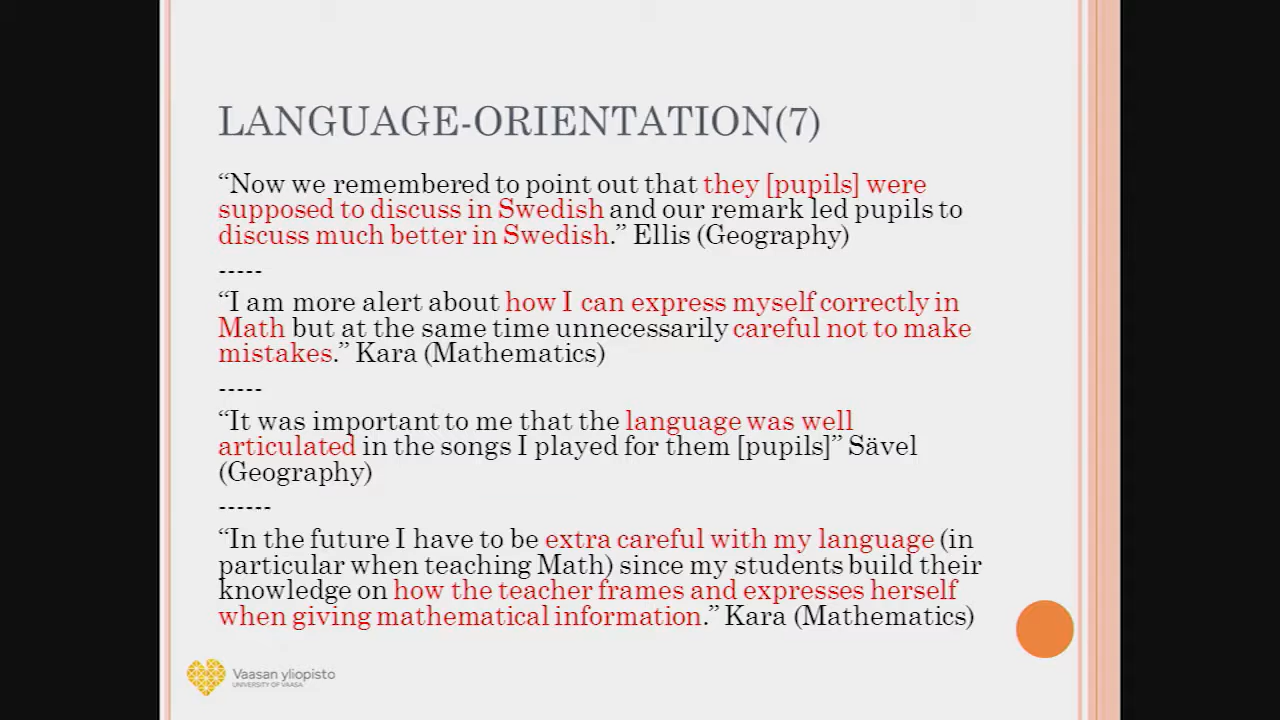 LANGUAGE-ORIENTATION(7)
“Now we remembered to point out that they [pupils] were
supposed to discuss in Swedish and our remark led pupils to
discuss much better in Swedish.” Ellis (Geography)
-----
“I am more alert about how I can express myself correctly in
Math but at the same time unnecessarily careful not to make
mistakes.” Kara (Mathematics)
-----
“It was important to me that the language was well
articulated in the songs I played for them [pupils]” Sävel
(Geography)
------
“In the future I have to be extra careful with my language (in
particular when teaching Math) since my students build their
knowledge on how the teacher frames and expresses herself
when giving mathematical information.” Kara (Mathematics)
Vaasan yliopisto
UNIVERSITY OF VAASA